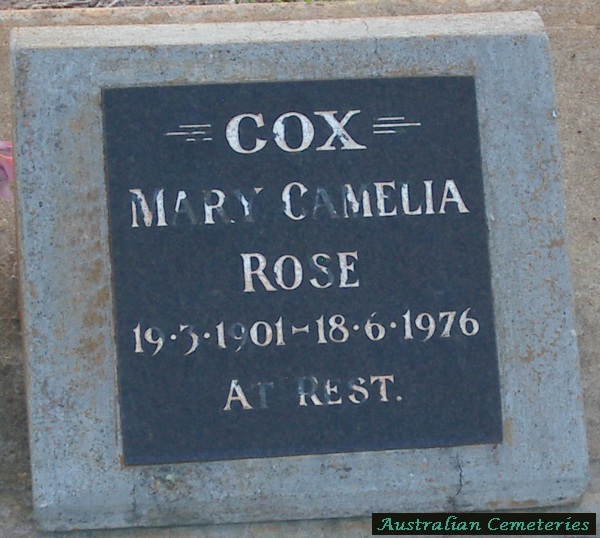 COX
MARY CAMELIA
ROSE
19·3·1901-18·6·1976
AT REST.
Australian Cemeteries